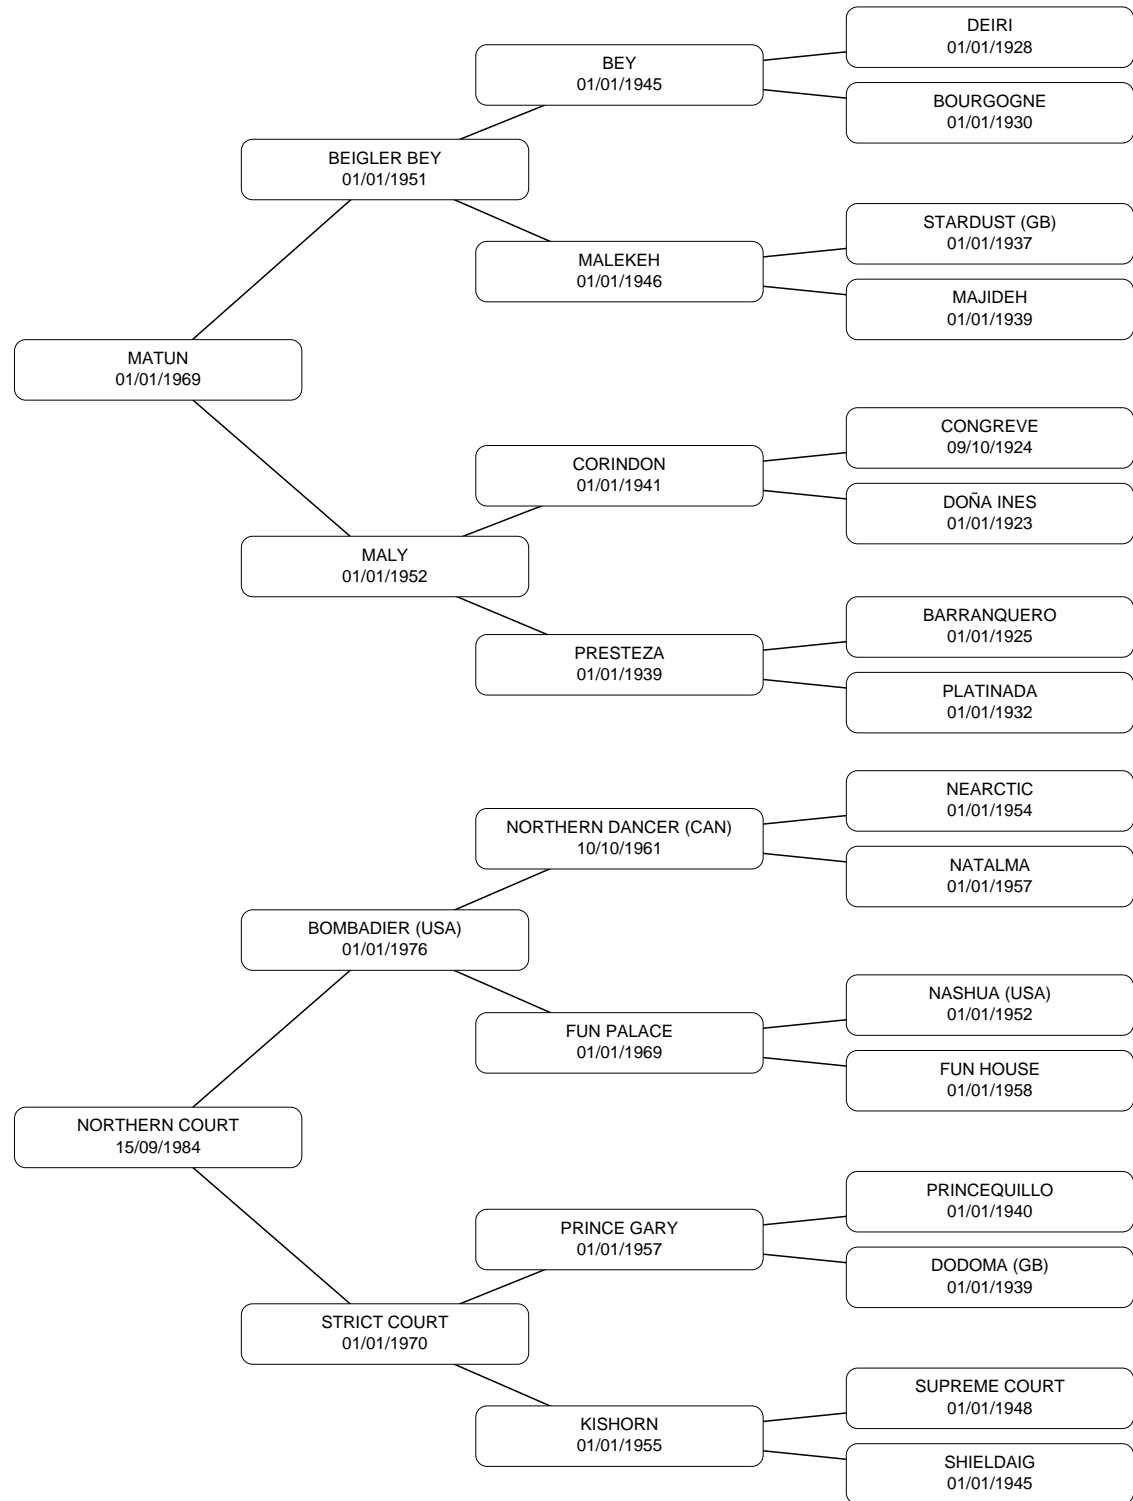 DEIRI
01/01/1928
BEY
01/01/1945
BOURGOGNE
01/01/1930
BEIGLER BEY
01/01/1951
STARDUST (GB)
01/01/1937
MALEKEH
01/01/1946
MAJIDEH
01/01/1939
MATUN
01/01/1969
CONGREVE
09/10/1924
CORINDON
01/01/1941
DOÑA INES
01/01/1923
MALY
01/01/1952
BARRANQUERO
01/01/1925
PRESTEZA
01/01/1939
PLATINADA
01/01/1932
NEARCTIC
01/01/1954
NORTHERN DANCER (CAN)
10/10/1961
NATALMA
01/01/1957
BOMBADIER (USA)
01/01/1976
NASHUA (USA)
01/01/1952
FUN PALACE
01/01/1969
FUN HOUSE
01/01/1958
NORTHERN COURT
15/09/1984
PRINCEQUILLO
01/01/1940
PRINCE GARY
01/01/1957
DODOMA (GB)
01/01/1939
STRICT COURT
01/01/1970
SUPREME COURT
01/01/1948
KISHORN
01/01/1955
SHIELDAIG
01/01/1945